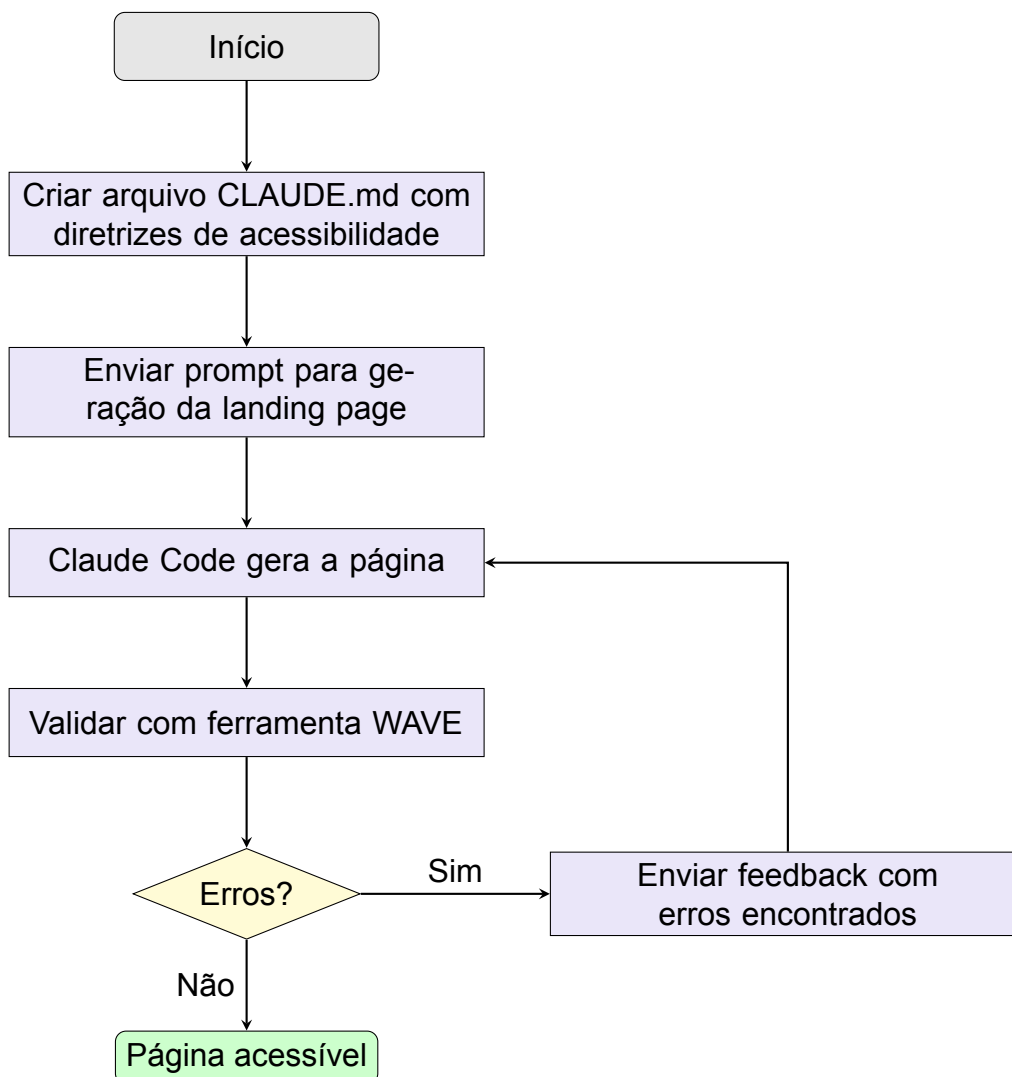 Início
Criar arquivo CLAUDE.md com
diretrizes de acessibilidade
Enviar prompt para ge-
ração da landing page
Claude Code gera a página
Validar com ferramenta WAVE
Erros?
Sim
Enviar feedback com
erros encontrados
Não
Página acessível